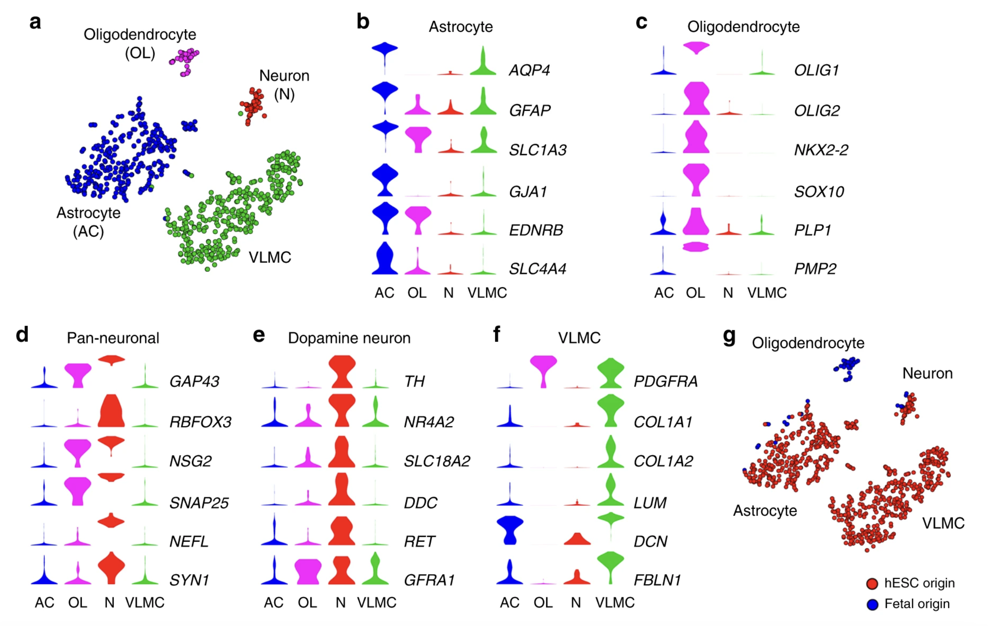 a
Oligodendrocyte
(OL)
Neuron
(N)
Astrocyte
(AC)
VLMC
b
Astrocyte
AQP4
GFAP
SLC1A3
GJA1
EDNRB
SLC4A4
AC OL N VLMC
c
Oligodendrocyte
OLIG1
OLIG2
NKX2-2
SOX10
PLP1
PMP2
AC OL N VLMC
d
Pan-neuronal
GAP43
RBFOX3
NSG2
SNAP25
NEFL
SYN1
AC OL N VLMC
e
Dopamine neuron
TH
NR4A2
SLC18A2
DDC
RET
GFRA1
AC OL N VLMC
f
VLMC
PDGFRA
COL1A1
COL1A2
LUM
DCN
FBLN1
AC OL N VLMC
g
Oligodendrocyte
Neuron
Astrocyte
VLMC
hESC origin
Fetal origin